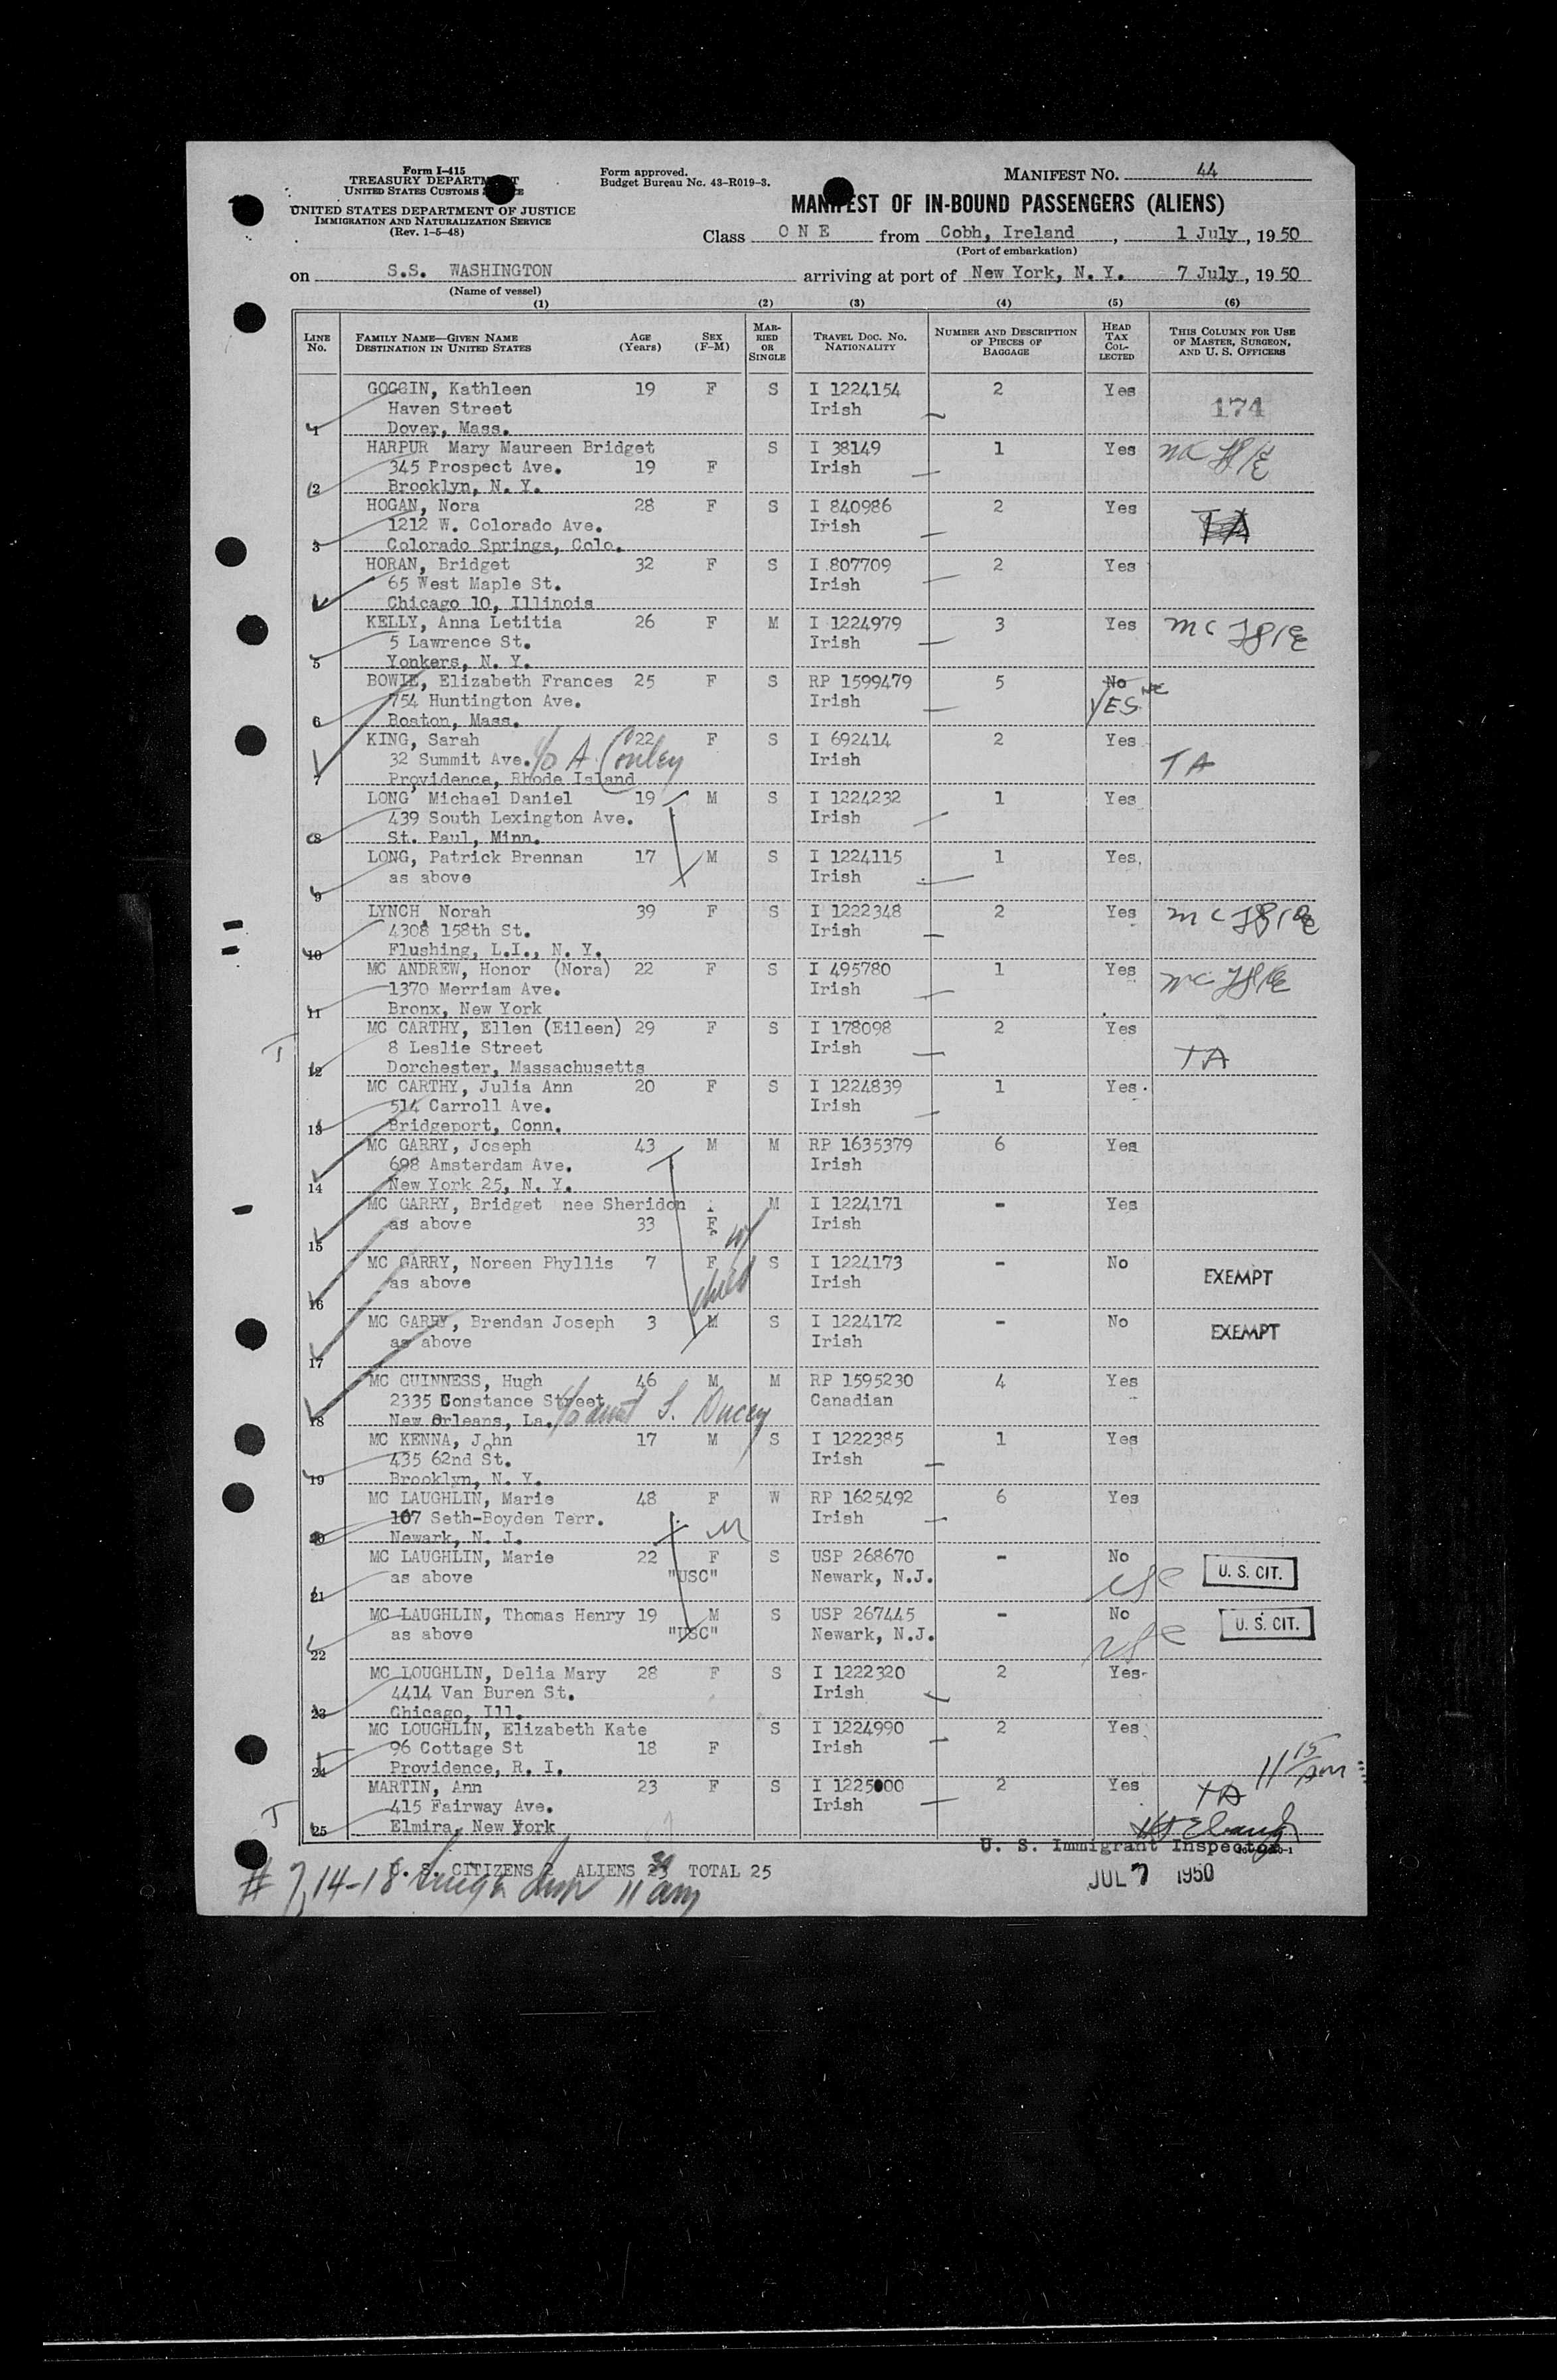 Form I-415
TREASURY DEPARTMENT
UNITED STATES CUSTOMS
UNITED STATES DEPARTMENT OF JUSTICE
IMMIGRATION AND NATURALIZATION SERVICE
(Rev. 1-5-48)
Form approved.
Budget Bureau No. 43-R019-3.
MANIFEST NO. 44
MANIFEST OF IN-BOUND PASSENGERS (ALIENS)
Class ONE from Cobh, Ireland, 1 July, 1950
(Port of embarkation)
on S.S. WASHINGTON arriving at port of New York, N. Y. 7 July, 1950
(Name of vessel)
(1) (2) (3) (4) (5) (6)
LINE No. FAMILY NAME—GIVEN NAME DESTINATION IN UNITED STATES AGE (Years) SEX (F-M) MARRIED OR SINGLE TRAVEL DOC. NO. NATIONALITY NUMBER AND DESCRIPTION OF PIECES OF BAGGAGE HEAD TAX COLLECTED THIS COLUMN FOR USE OF MASTER, SURGEON, AND U. S. OFFICERS
GOGGIN, Kathleen 19 F S I 1224154 2 Yes
Haven Street Irish 174
1 Dover, Mass.
HARPUR Mary Maureen Bridget S I 38149 1 Yes
345 Prospect Ave. 19 F Irish
2 Brooklyn, N. Y.
HOGAN, Nora 28 F S I 840986 2 Yes
1212 W. Colorado Ave. Irish TA
3 Colorado Springs, Colo.
HORAN, Bridget 32 F S I 807709 2 Yes
65 West Maple St. Irish
Chicago 10, Illinois
KELLY, Anna Letitia 26 F M I 1224979 3 Yes
5 Lawrence St. Irish
5 Yonkers, N. Y.
BOWIE, Elizabeth Frances 25 F S RP 1599479 5 No
754 Huntington Ave. Irish YES
6 Boston, Mass.
KING, Sarah 22 F S I 692414 2 Yes
32 Summit Ave. c/o A. Conley Irish TA
7 Providence, Rhode Island
LONG, Michael Daniel 19 M S I 1224232 1 Yes
439 South Lexington Ave. Irish
8 St. Paul, Minn.
LONG, Patrick Brennan 17 M S I 1224115 1 Yes
as above Irish
9
LYNCH, Norah 39 F S I 1222348 2 Yes
4308 158th St. Irish
10 Flushing, L.I., N. Y.
MC ANDREW, Honor (Nora) 22 F S I 495780 1 Yes
1370 Merriam Ave. Irish
11 Bronx, New York
MC CARTHY, Ellen (Eileen) 29 F S I 178098 2 Yes
8 Leslie Street Irish TA
12 Dorchester, Massachusetts
MC CARTHY, Julia Ann 20 F S I 1224839 1 Yes
514 Carroll Ave. Irish
13 Bridgeport, Conn.
MC GARRY, Joseph 43 M M RP 1635379 6 Yes
698 Amsterdam Ave. Irish
14 New York 25, N. Y.
MC GARRY, Bridget nee Sheridon M I 1224171 - Yes
as above 33 F Irish
15
MC GARRY, Noreen Phyllis 7 F S I 1224173 - No
as above Irish EXEMPT
16
MC GARRY, Brendan Joseph 3 M S I 1224172 - No
as above Irish EXEMPT
17
MC GUINNESS, Hugh 46 M M RP 1595230 4 Yes
2335 Constance Street Canadian
18 New Orleans, La.
MC KENNA, John 17 M S I 1222385 1 Yes
435 62nd St. Irish
19 Brooklyn, N. Y.
MC LAUGHLIN, Marie 48 F W RP 1625492 6 Yes
107 Seth-Boyden Terr. Irish
20 Newark, N. J.
MC LAUGHLIN, Marie 22 F S USP 268670 - No
as above "USC" Newark, N.J. U. S. CIT.
21
MC LAUGHLIN, Thomas Henry 19 M S USP 267445 - No
as above "USC" Newark, N.J. U. S. CIT.
22
MC LOUGHLIN, Delia Mary 28 F S I 1222320 2 Yes
4414 Van Buren St. Irish
23 Chicago, Ill.
MC LOUGHLIN, Elizabeth Kate S I 1224990 2 Yes
96 Cottage St 18 F Irish
24 Providence, R. I. 11 15 am
MARTIN, Ann 23 F S I 1225000 2 Yes
415 Fairway Ave. Irish TA
25 Elmira, New York
U. S. Immigrant Inspector
U. S. CITIZENS 2 ALIENS 23 TOTAL 25
# 7, 14-18 11 am
JUL 7 1950